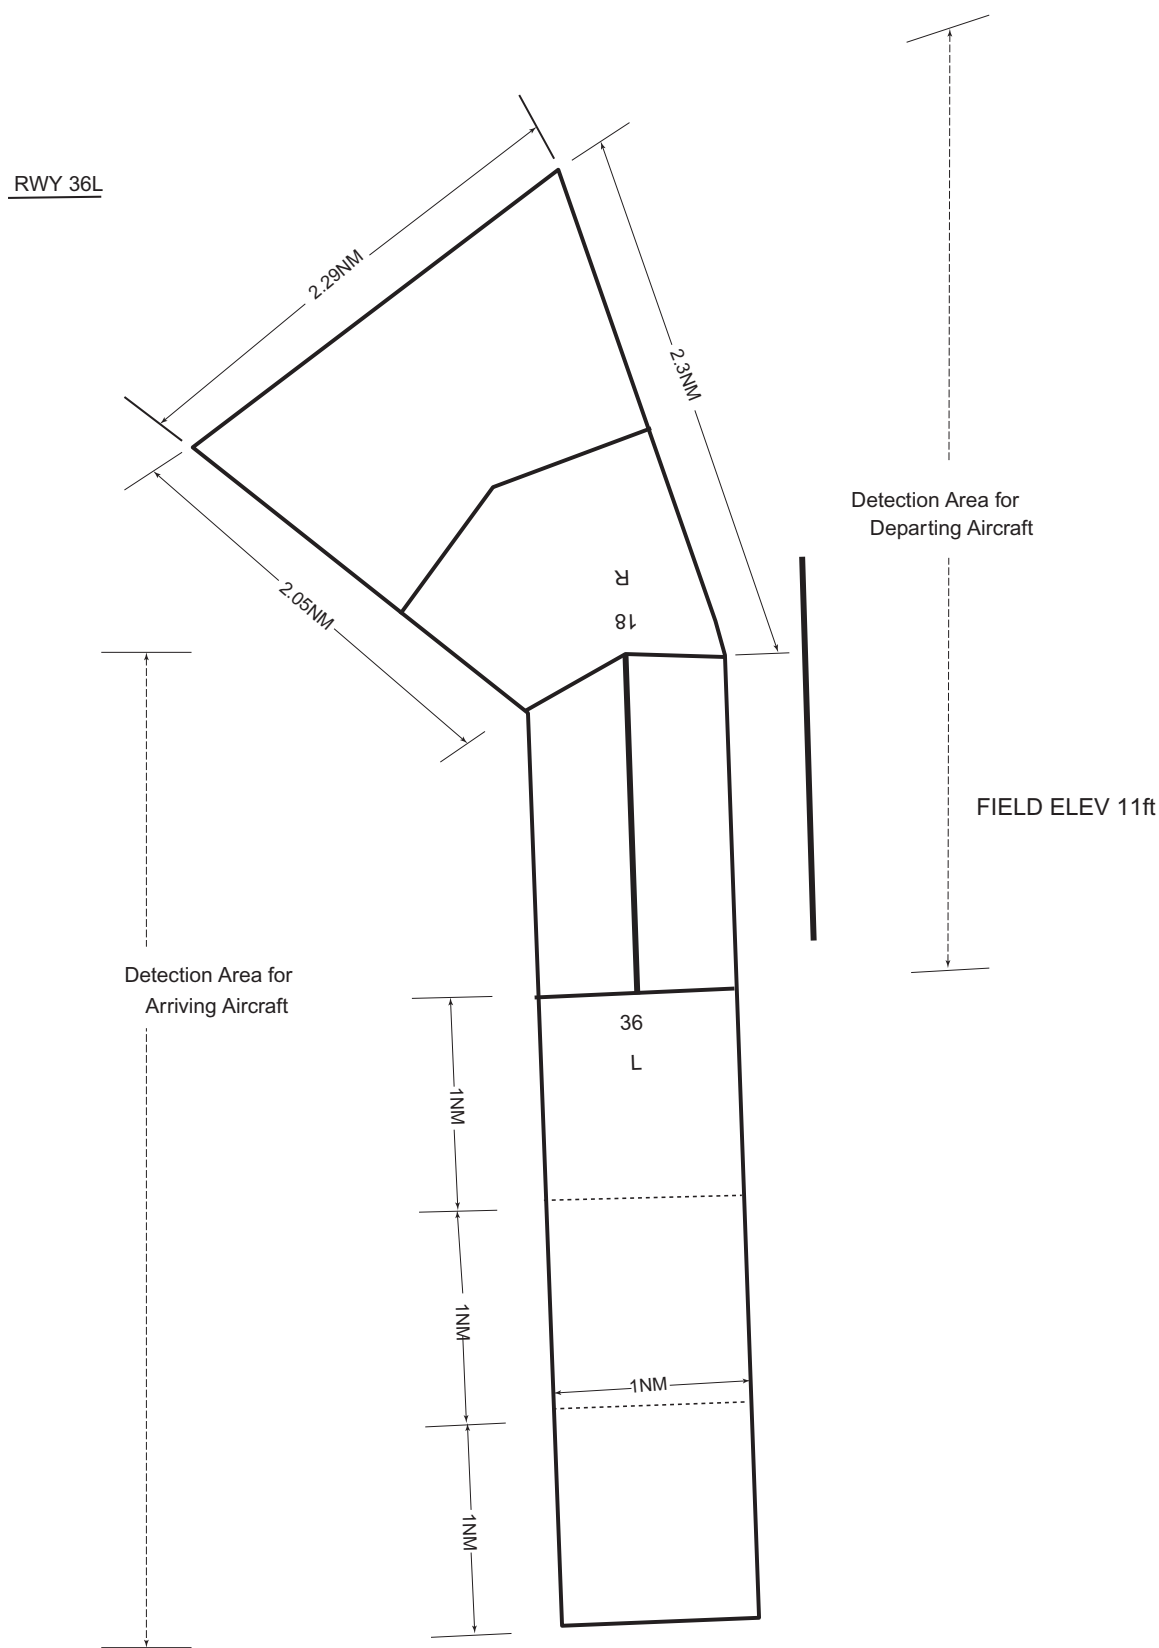 RWY 36L
2.29NM
2.3NM
Detection Area for
Departing Aircraft
R
18
2.05NM
FIELD ELEV 11ft
Detection Area for
Arriving Aircraft
36
L
1NM
1NM
1NM
1NM